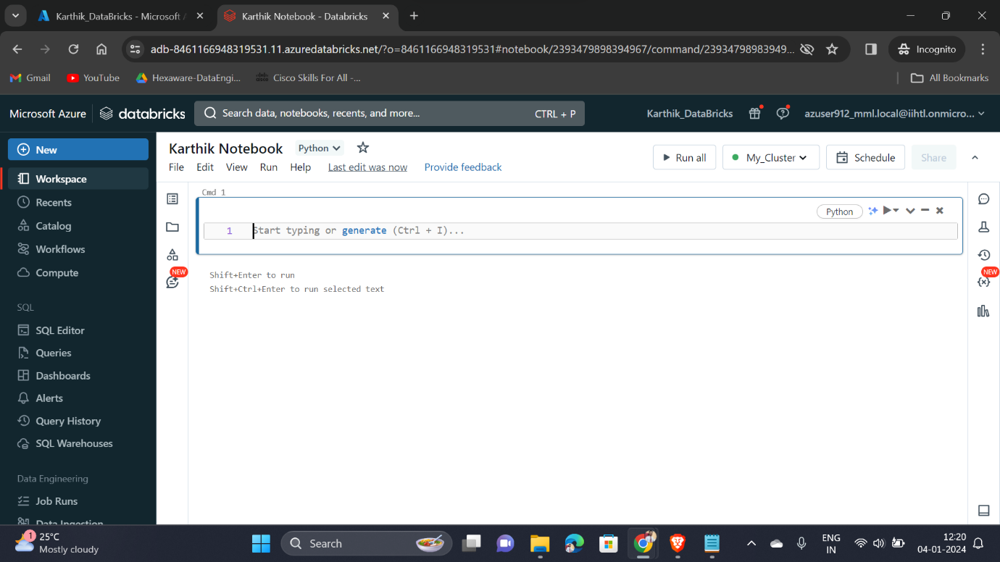 Karthik_DataBricks - Microsoft A
Karthik Notebook - Databricks
adb-8461166948319531.11.azuredatabricks.net/?o=8461166948319531#notebook/2393479898394967/command/23934798983949...
Incognito
Gmail
YouTube
Hexaware-DataEngi...
Cisco Skills For All -...
All Bookmarks
Microsoft Azure
databricks
Search data, notebooks, recents, and more...
CTRL + P
Karthik_DataBricks
azuser912_mml.local@iihtl.onmicro...
New
Workspace
Recents
Catalog
Workflows
Compute
SQL
SQL Editor
Queries
Dashboards
Alerts
Query History
SQL Warehouses
Data Engineering
Job Runs
Data Ingestion
Karthik Notebook
Python
File Edit View Run Help Last edit was now Provide feedback
Run all
My_Cluster
Schedule
Share
NEW
Cmd 1
Python
1 Start typing or generate (Ctrl + I)...
Shift+Enter to run
Shift+Ctrl+Enter to run selected text
NEW
1
25°C
Mostly cloudy
Search
ENG
IN
12:20
04-01-2024